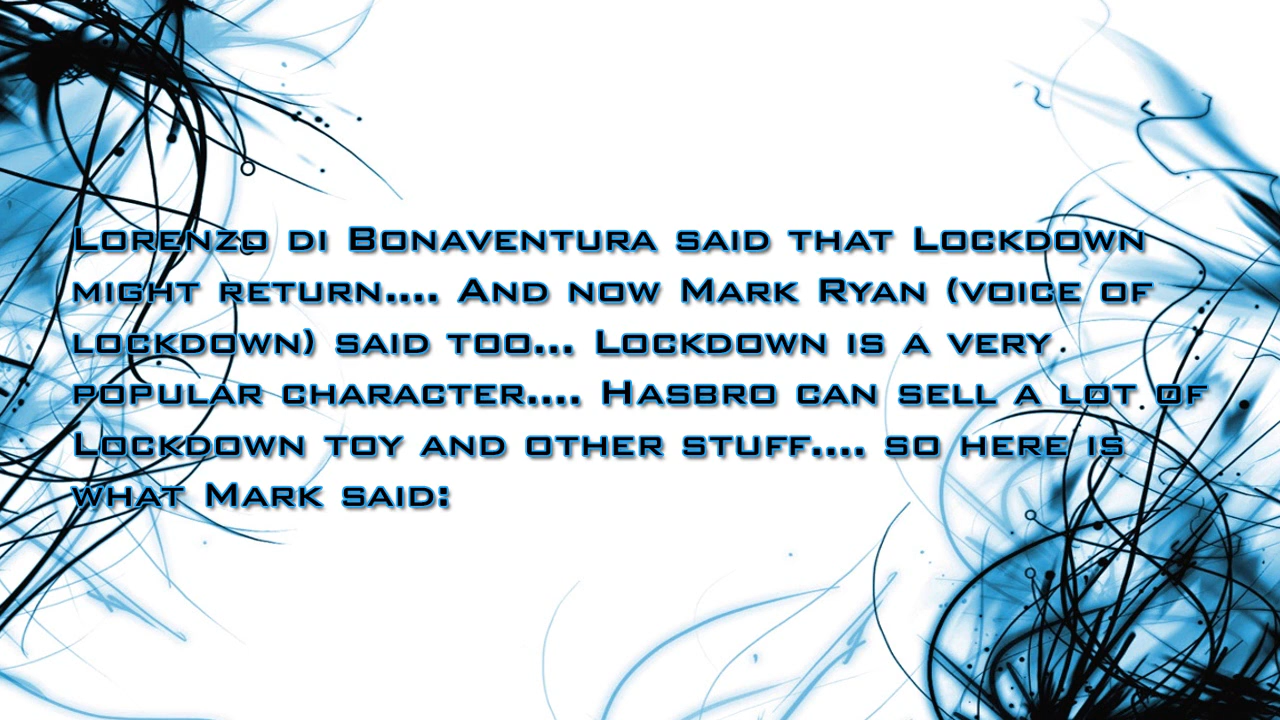 Lorenzo di Bonaventura said that Lockdown
might return.... And now Mark Ryan (voice of
lockdown) said too... Lockdown is a very
popular character.... Hasbro can sell a lot of
Lockdown toy and other stuff.... so here is
what Mark said: